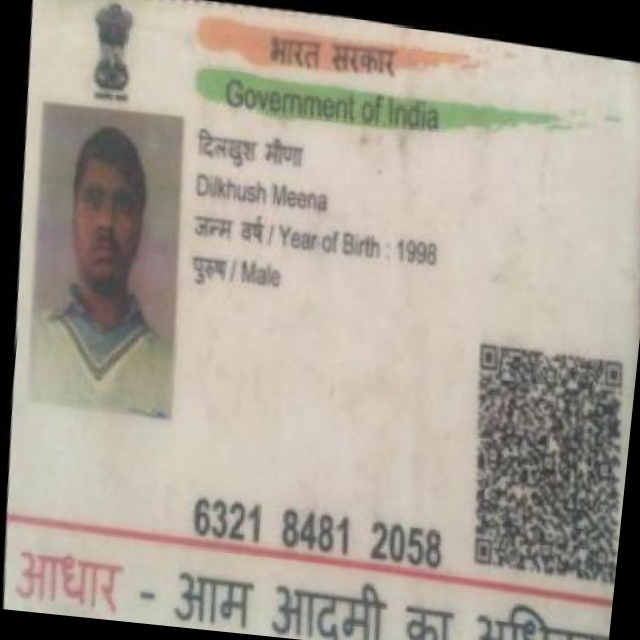 भारत सरकार
Government of India
दिलखुश मीणा
Dilkhush Meena
जन्म वर्ष / Year of Birth : 1998
पुरुष / Male
6321 8481 2058
आधार - आम आदमी का